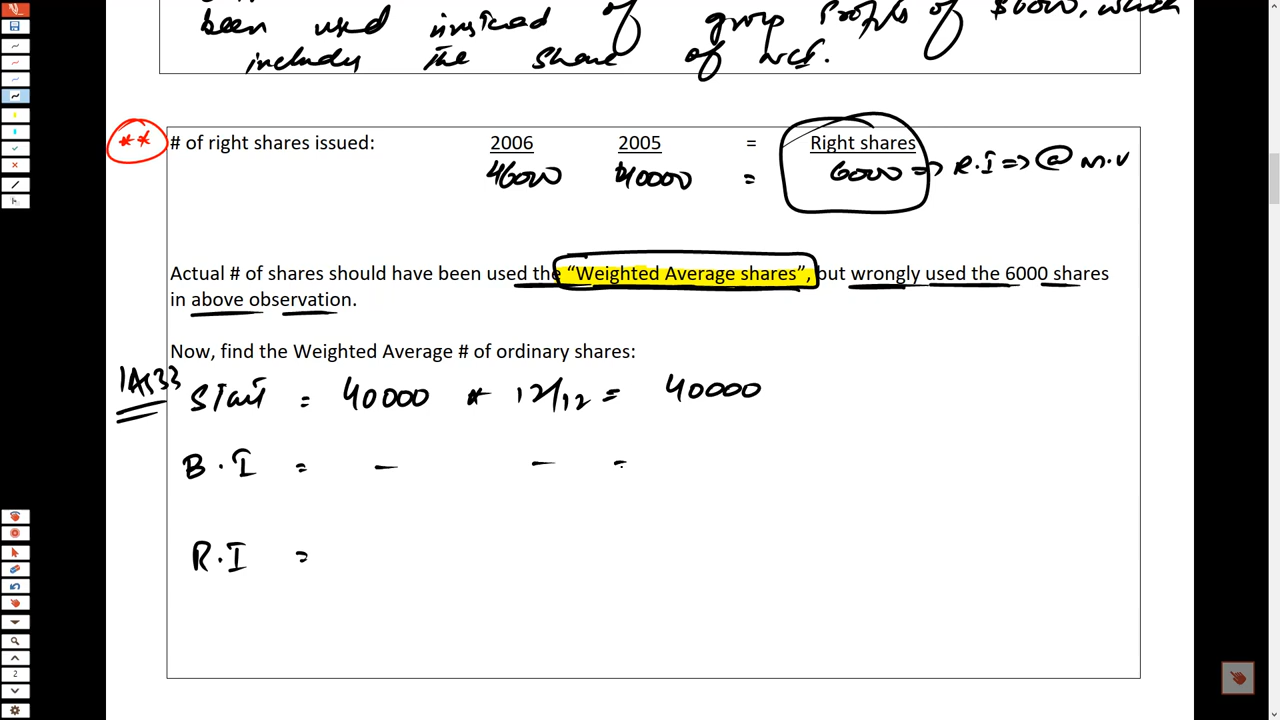 been used instead of group profits of $6000, which
includes the share of NCI.
** # of right shares issued: 2006 2005 = Right shares
46000 40000 = 6000 => R.I => @ M.V
Actual # of shares should have been used the “Weighted Average shares”, but wrongly used the 6000 shares
in above observation.
Now, find the Weighted Average # of ordinary shares:
IAS33
Start = 40000 * 12/12 = 40000
B.I = - - =
R.I =
2